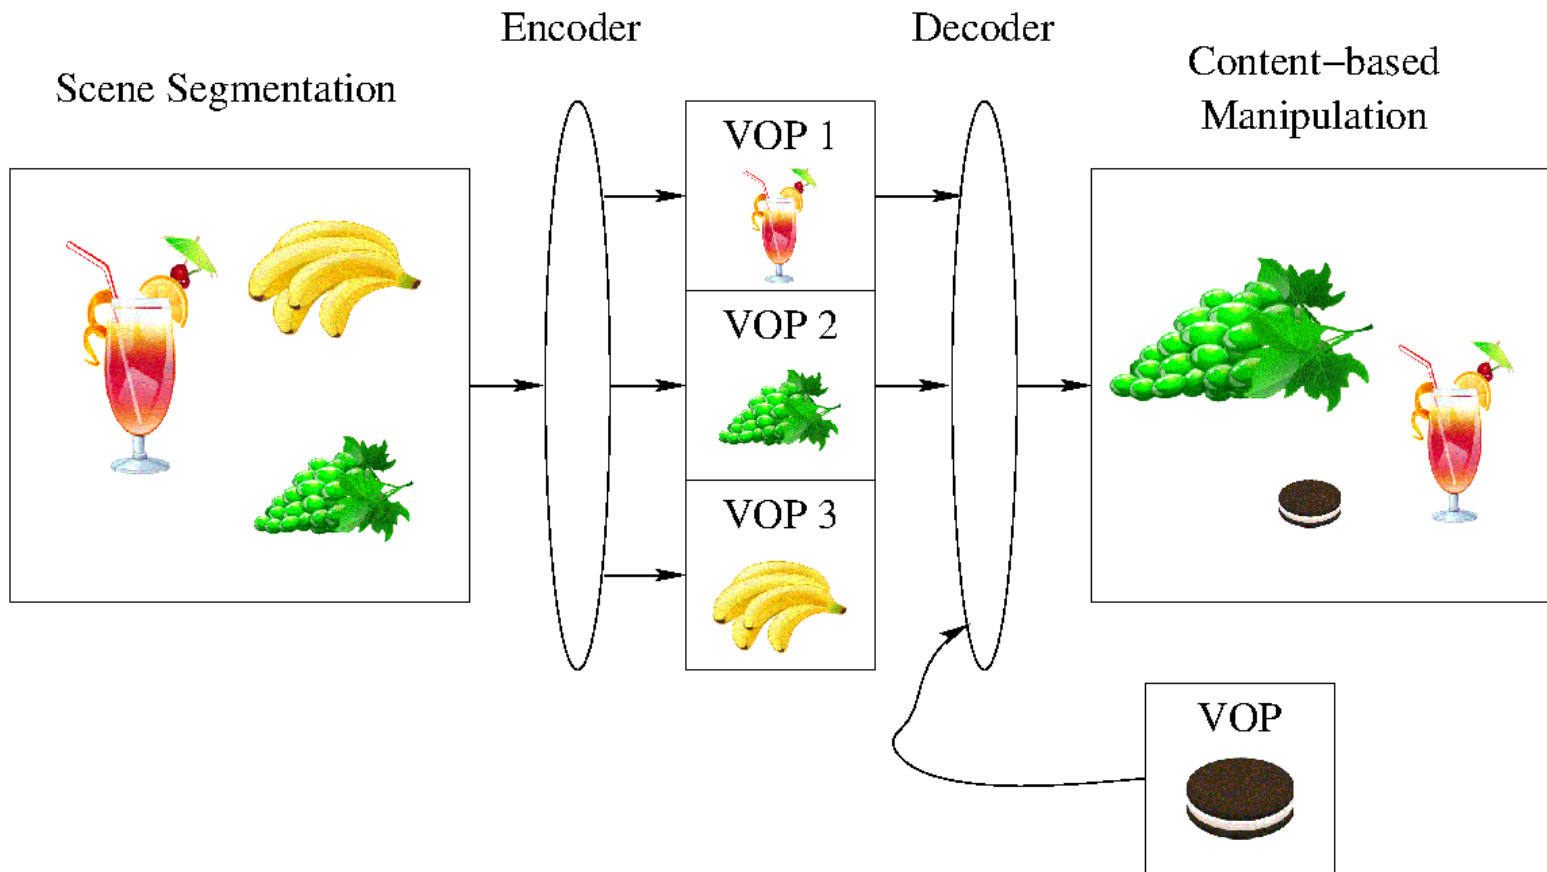 Encoder
Decoder
Scene Segmentation
Content−based
Manipulation
VOP 1
VOP 2
VOP 3
VOP